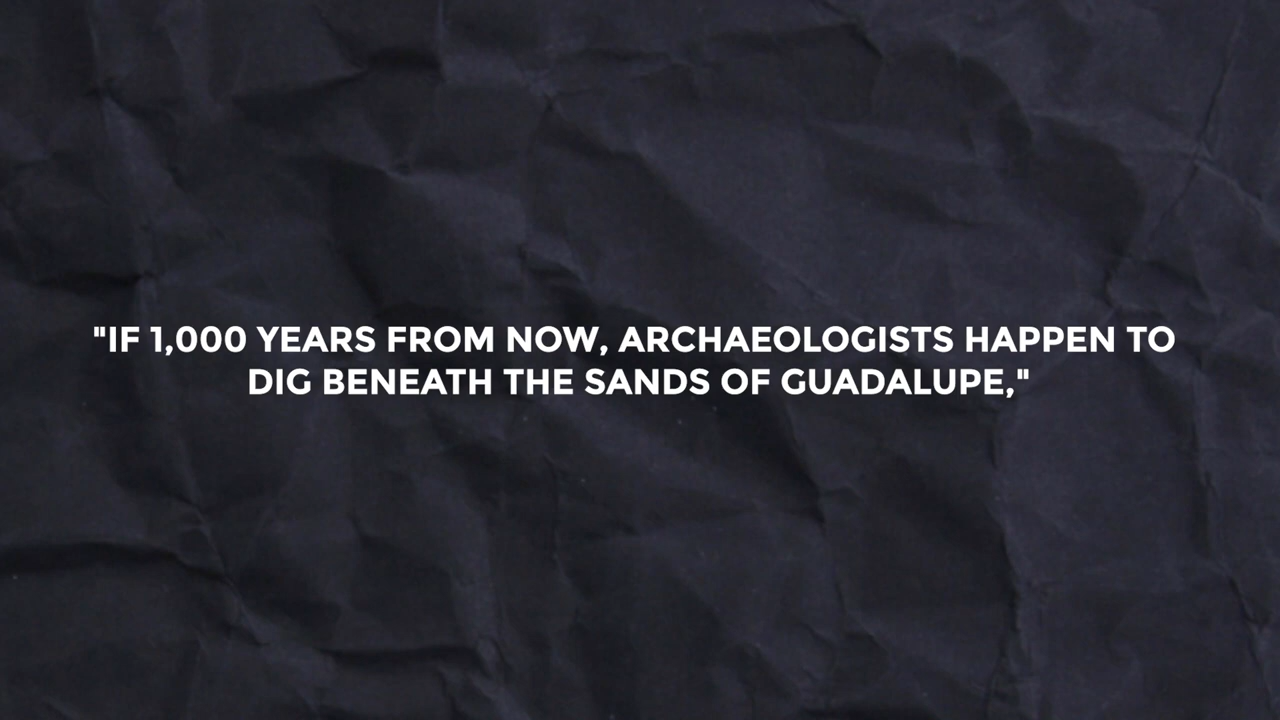 "IF 1,000 YEARS FROM NOW, ARCHAEOLOGISTS HAPPEN TO
DIG BENEATH THE SANDS OF GUADALUPE,"